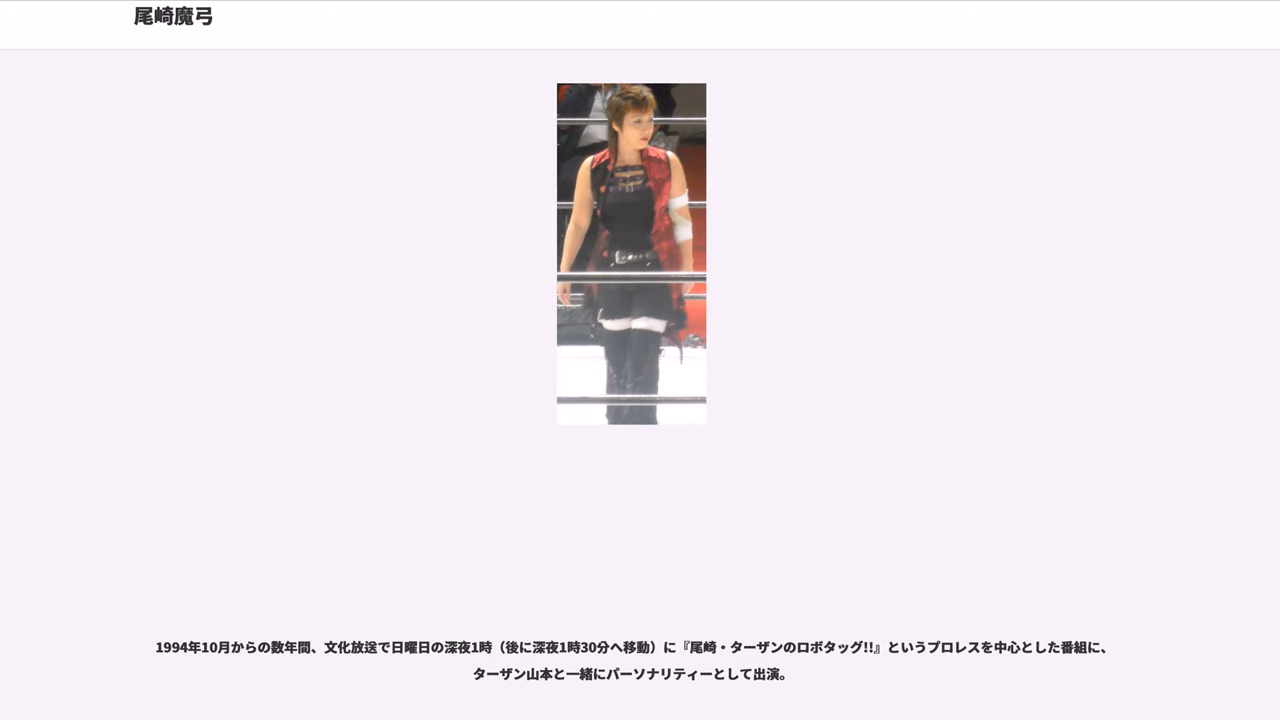 尾崎魔弓
1994年10月からの数年間、文化放送で日曜日の深夜1時（後に深夜1時30分へ移動）に『尾崎・ターザンのロボタッグ!!』というプロレスを中心とした番組に、
ターザン山本と一緒にパーソナリティーとして出演。